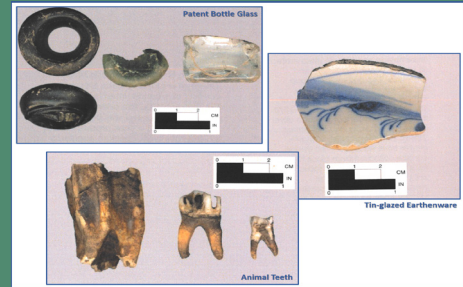 Patent Bottle Glass
0 1 2
CM
IN
0 1
0 1 2
CM
IN
0 1
0 1 2
CM
IN
0 1
Tin-glazed Earthenware
Animal Teeth